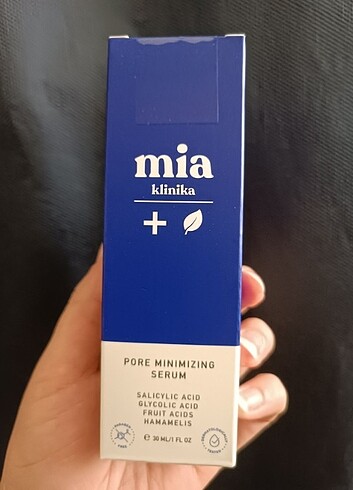 mia
klinika
PORE MINIMIZING
SERUM
SALICYLIC ACID
GLYCOLIC ACID
FRUIT ACIDS
HAMAMELIS
℮ 30 ML/1 FL OZ